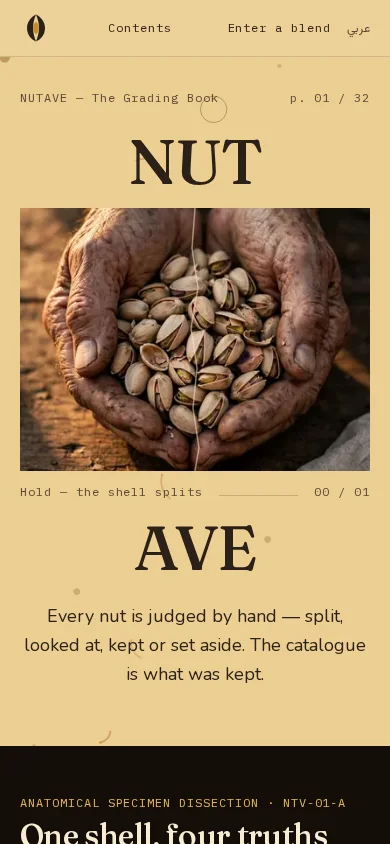 Contents
Enter a blend
عربي
NUTAVE — The Grading Book
p. 01 / 32
NUT
Hold — the shell splits
00 / 01
AVE
Every nut is judged by hand — split,
looked at, kept or set aside. The catalogue
is what was kept.
ANATOMICAL SPECIMEN DISSECTION · NTV-01-A
One shell, four truths